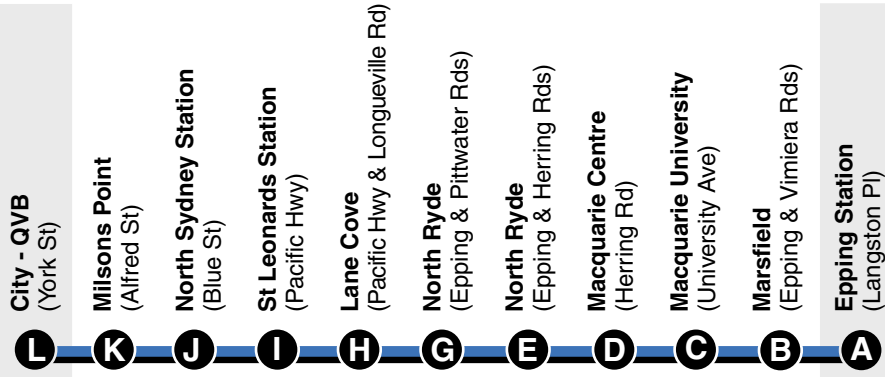 City - QVB
(York St)
Milsons Point
(Alfred St)
North Sydney Station
(Blue St)
St Leonards Station
(Pacific Hwy)
Lane Cove
(Pacific Hwy & Longueville Rd)
North Ryde
(Epping & Pittwater Rds)
North Ryde
(Epping & Herring Rds)
Macquarie Centre
(Herring Rd)
Macquarie University
(University Ave)
Marsfield
(Epping & Vimiera Rds)
Epping Station
(Langston Pl)
L K J I H G E D C B A